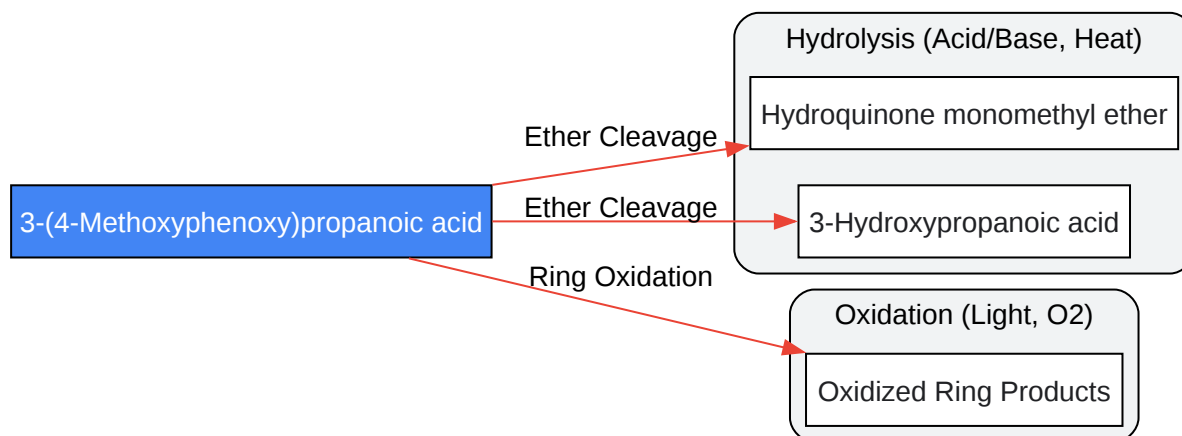 Hydrolysis (Acid/Base, Heat)
Hydroquinone monomethyl ether
Ether Cleavage
3-(4-Methoxyphenoxy)propanoic acid
Ether Cleavage
3-Hydroxypropanoic acid
Ring Oxidation
Oxidation (Light, O2)
Oxidized Ring Products